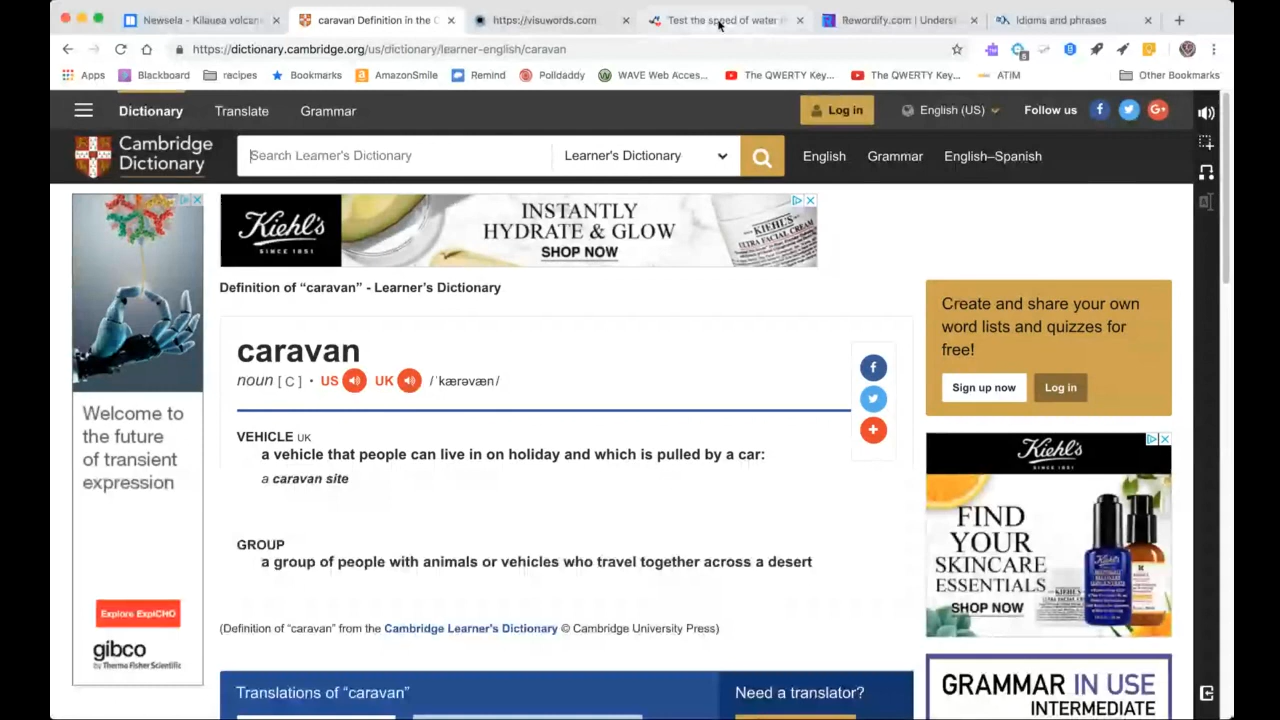 Newsela - Kilauea volcan
caravan Definition in the C
https://visuwords.com
Test the speed of water
Rewordify.com | Unders
Idioms and phrases
https://dictionary.cambridge.org/us/dictionary/learner-english/caravan
Apps
Blackboard
recipes
Bookmarks
AmazonSmile
Remind
Polldaddy
WAVE Web Acces...
The QWERTY Key...
The QWERTY Key...
ATIM
Other Bookmarks
Dictionary
Translate
Grammar
Log in
English (US)
Follow us
Cambridge
Dictionary
Search Learner's Dictionary
Learner's Dictionary
English
Grammar
English–Spanish
Kiehl's
SINCE 1851
INSTANTLY
HYDRATE & GLOW
SHOP NOW
KIEHL'S
ULTRA FACIAL CREAM
Definition of “caravan” - Learner’s Dictionary
caravan
noun [ C ] • US UK /ˈkærəvæn/
VEHICLE UK
a vehicle that people can live in on holiday and which is pulled by a car:
a caravan site
GROUP
a group of people with animals or vehicles who travel together across a desert
(Definition of “caravan” from the Cambridge Learner's Dictionary © Cambridge University Press)
Translations of “caravan”
Need a translator?
Welcome to
the future
of transient
expression
Explore ExpiCHO
gibco
by Thermo Fisher Scientific
Create and share your own
word lists and quizzes for
free!
Sign up now
Log in
Kiehl's
SINCE 1851
FIND
YOUR
SKINCARE
ESSENTIALS
SHOP NOW
GRAMMAR IN USE
INTERMEDIATE